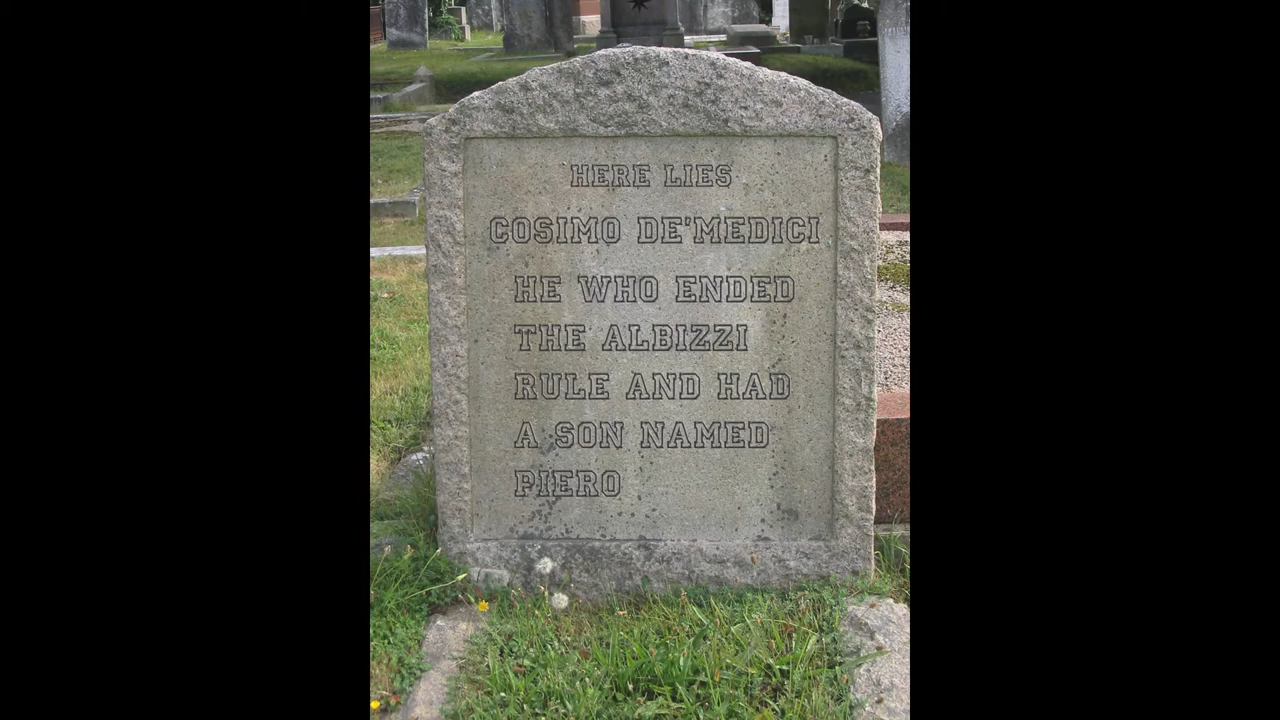 HERE LIES
COSIMO DE'MEDICI
HE WHO ENDED
THE ALBIZZI
RULE AND HAD
A SON NAMED
PIERO